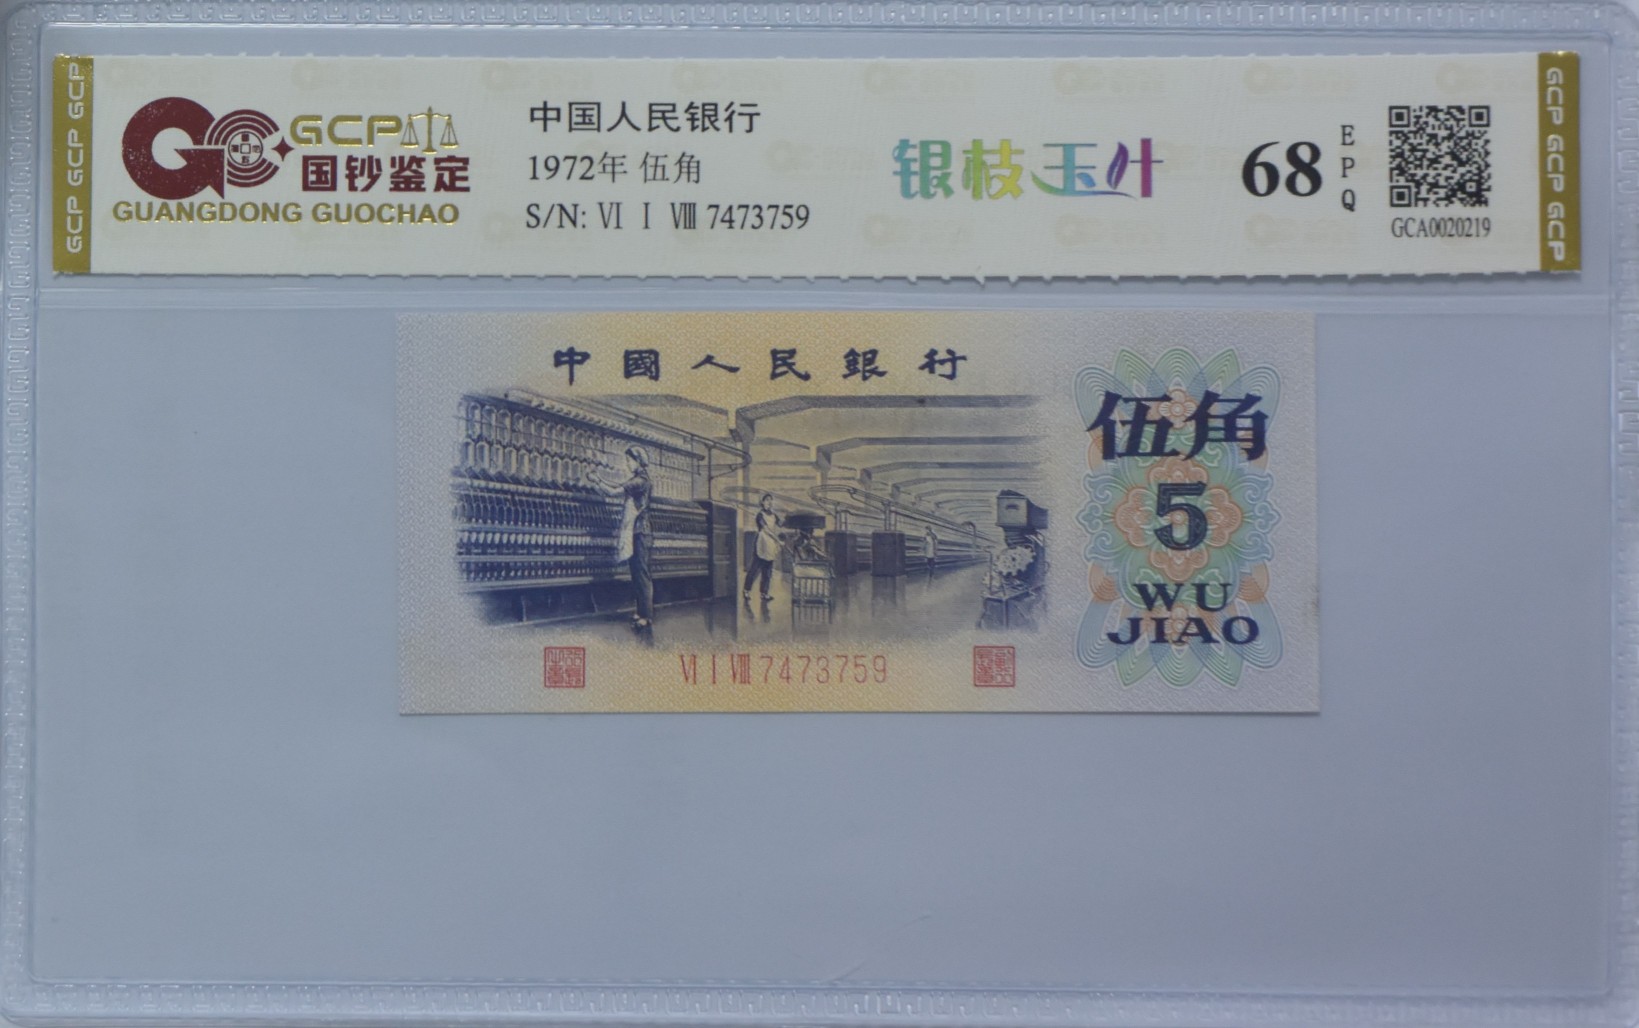 GCP GCP GCP
GCP
国钞鉴定
GUANGDONG GUOCHAO
中国人民银行
1972年 伍角
S/N: Ⅵ Ⅰ Ⅷ 7473759
银枝玉叶
68
EPQ
GCA0020219
GCP GCP GCP
中國人民銀行
伍角
5
WU
JIAO
Ⅵ Ⅰ Ⅷ 7473759